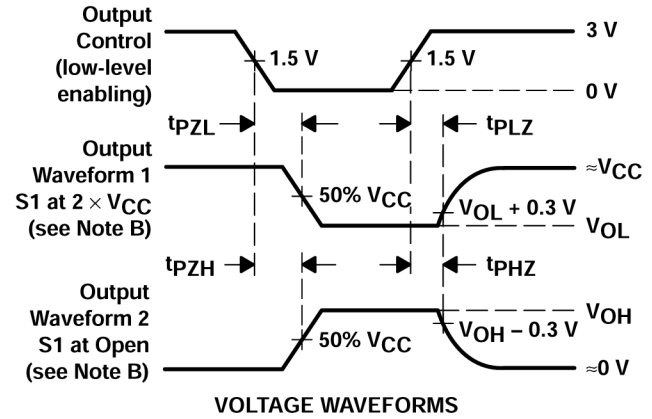 Output
Control
(low-level
enabling)
3 V
1.5 V
1.5 V
0 V
tPZL
tPLZ
Output
Waveform 1
S1 at 2 × VCC
(see Note B)
≈VCC
50% VCC
VOL + 0.3 V
VOL
tPZH
tPHZ
Output
Waveform 2
S1 at Open
(see Note B)
VOH
50% VCC
VOH − 0.3 V
≈0 V
VOLTAGE WAVEFORMS